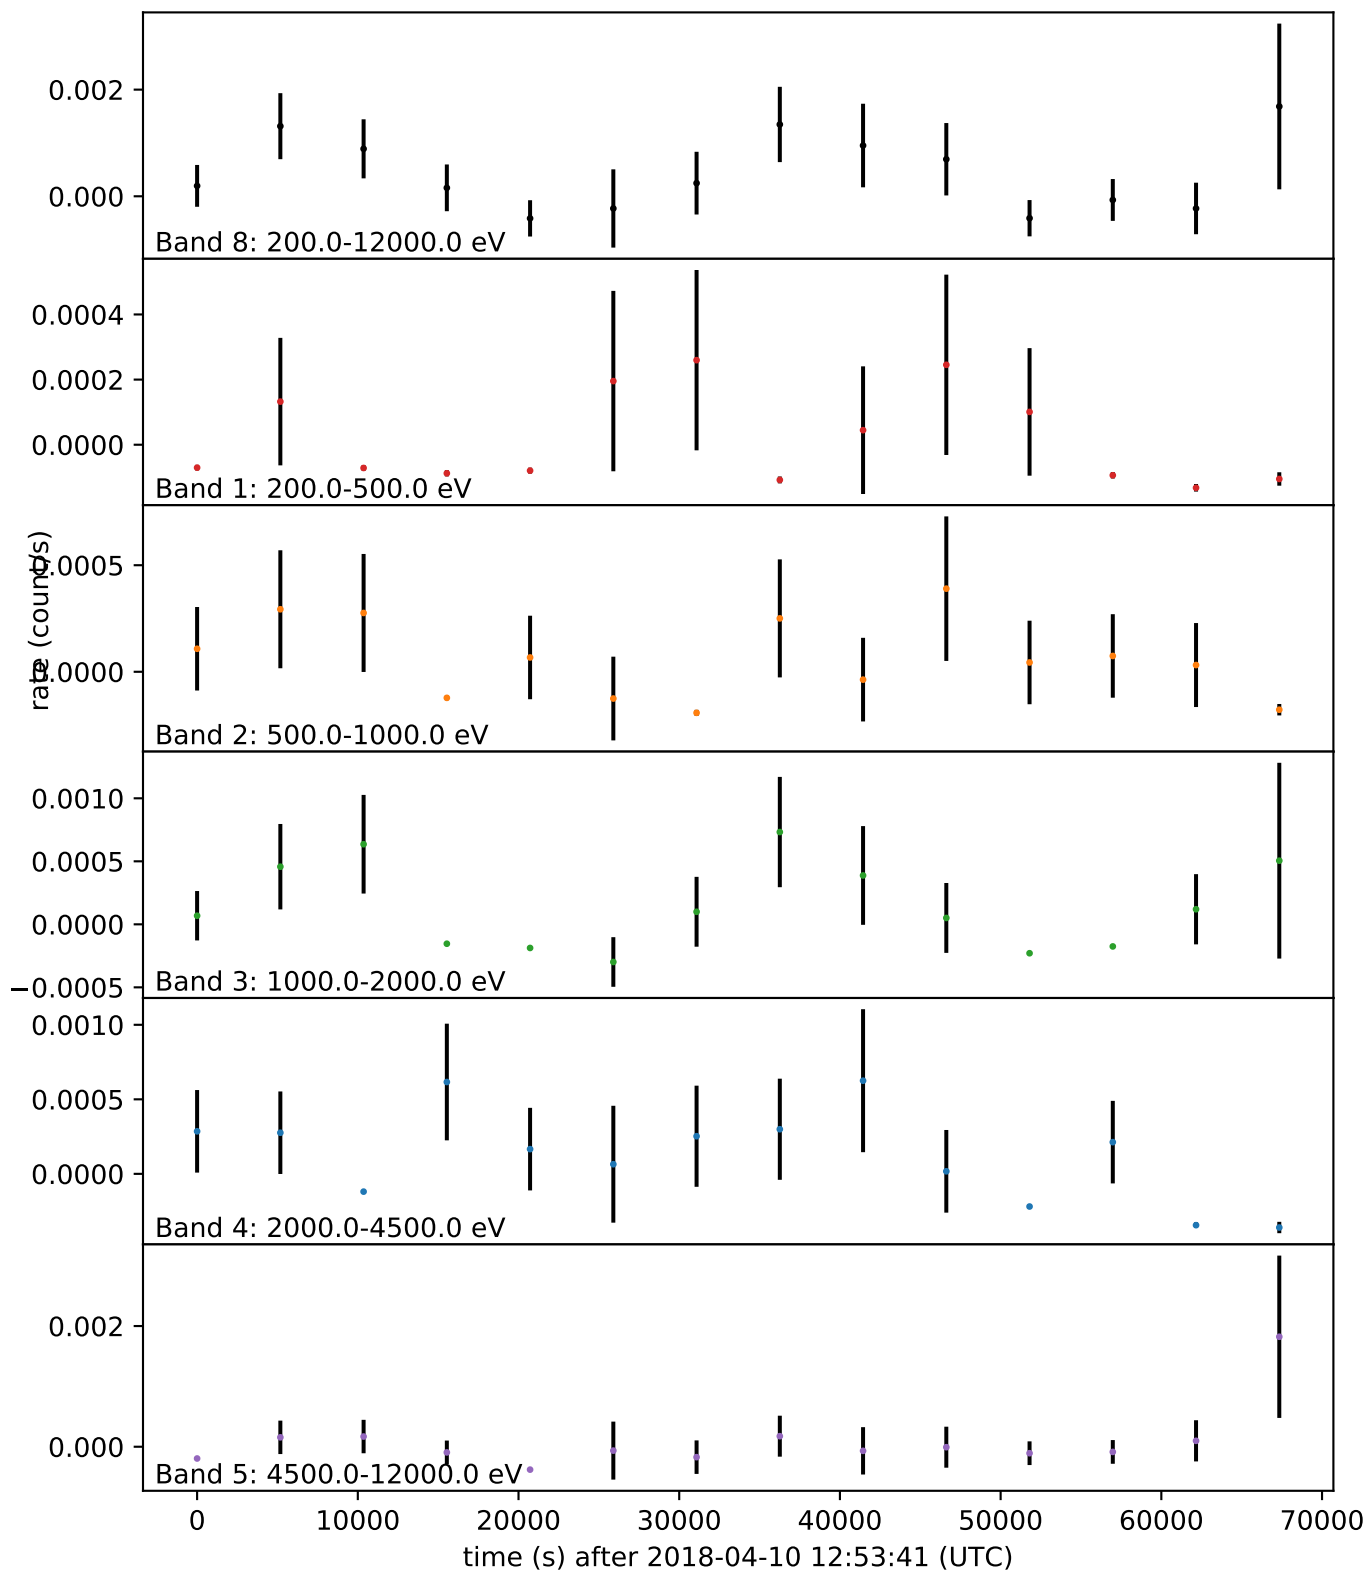 0.002
0.000
Band 8: 200.0-12000.0 eV
0.0004
0.0002
0.0000
Band 1: 200.0-500.0 eV
rate (count/s)
0.0005
0.0000
Band 2: 500.0-1000.0 eV
0.0010
0.0005
0.0000
−0.0005
Band 3: 1000.0-2000.0 eV
0.0010
0.0005
0.0000
Band 4: 2000.0-4500.0 eV
0.002
0.000
Band 5: 4500.0-12000.0 eV
0 10000 20000 30000 40000 50000 60000 70000
time (s) after 2018-04-10 12:53:41 (UTC)